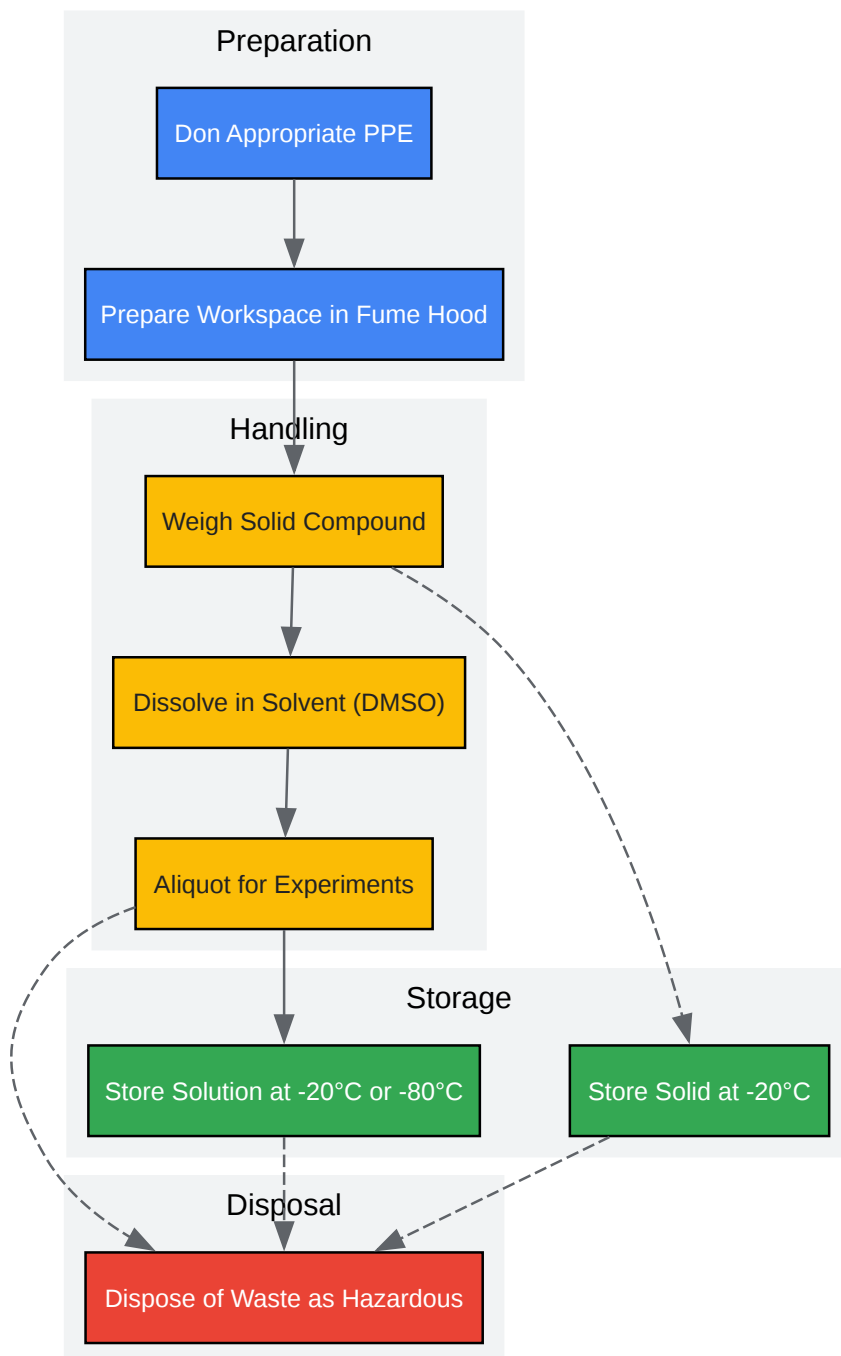 Preparation
Don Appropriate PPE
Prepare Workspace in Fume Hood
Handling
Weigh Solid Compound
Dissolve in Solvent (DMSO)
Aliquot for Experiments
Storage
Store Solution at -20°C or -80°C
Store Solid at -20°C
Disposal
Dispose of Waste as Hazardous